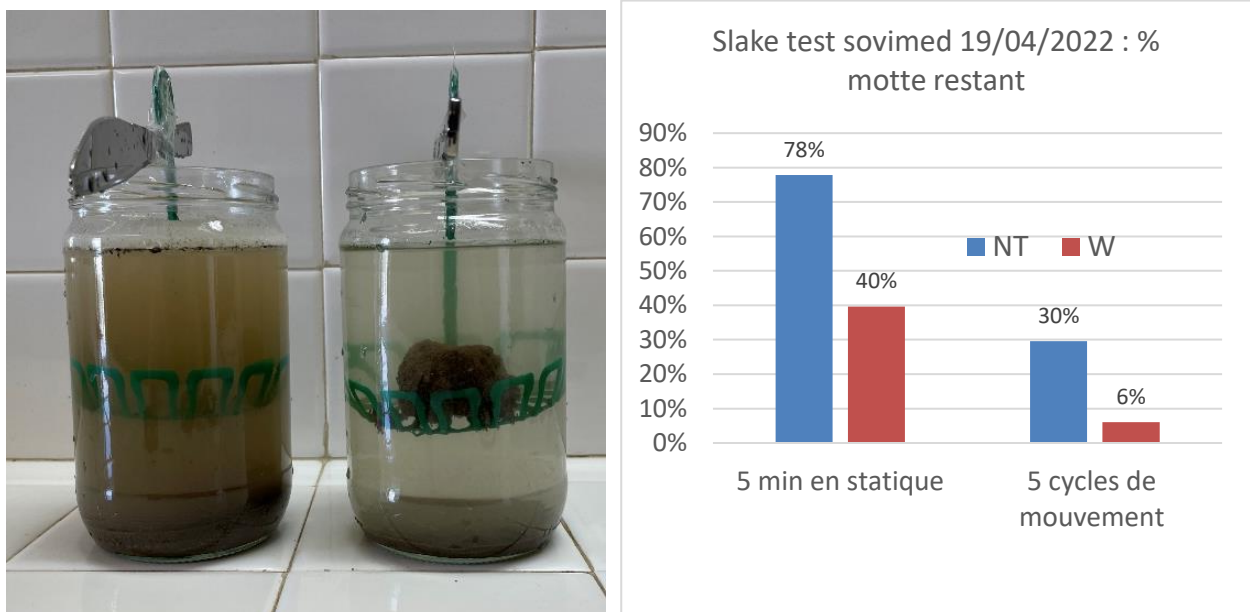 Slake test sovimed 19/04/2022 : %
motte restant
90%
80%
70%
60%
50%
40%
30%
20%
10%
0%
78%
40%
30%
6%
NT W
5 min en statique
5 cycles de
mouvement